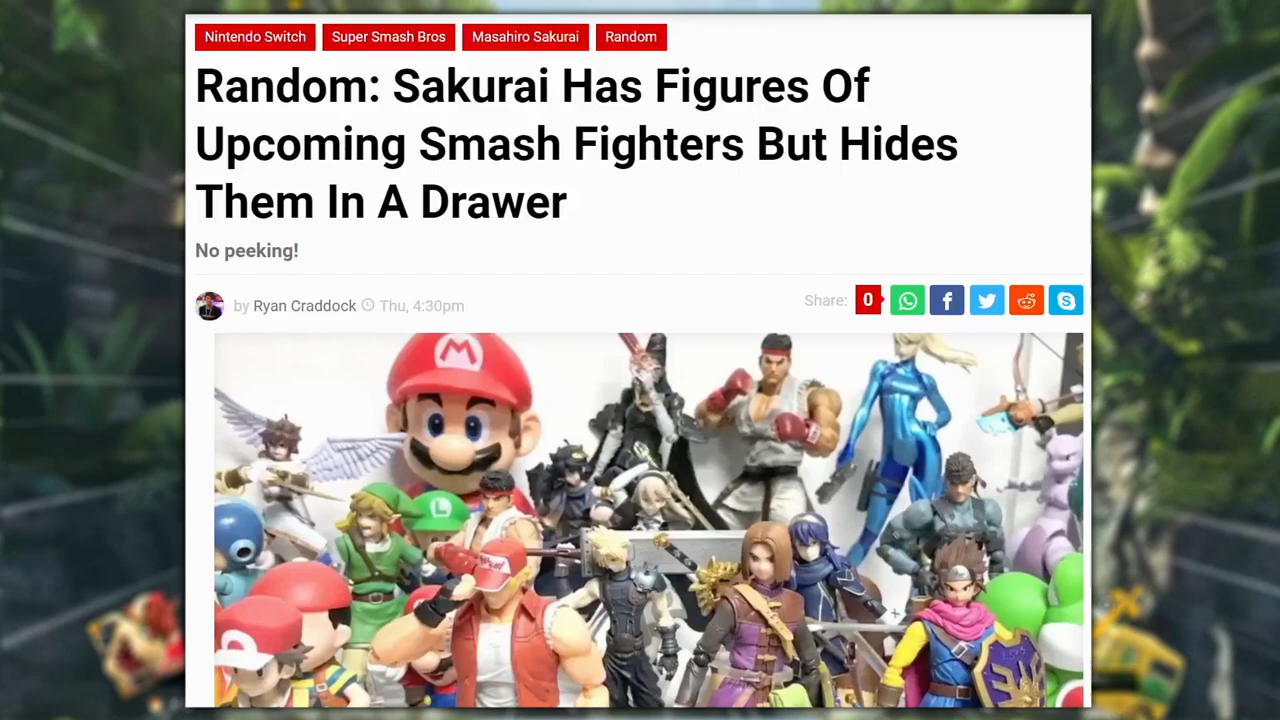 Nintendo Switch Super Smash Bros Masahiro Sakurai Random
Random: Sakurai Has Figures Of
Upcoming Smash Fighters But Hides
Them In A Drawer
No peeking!
by Ryan Craddock Thu, 4:30pm Share: 0
M
L